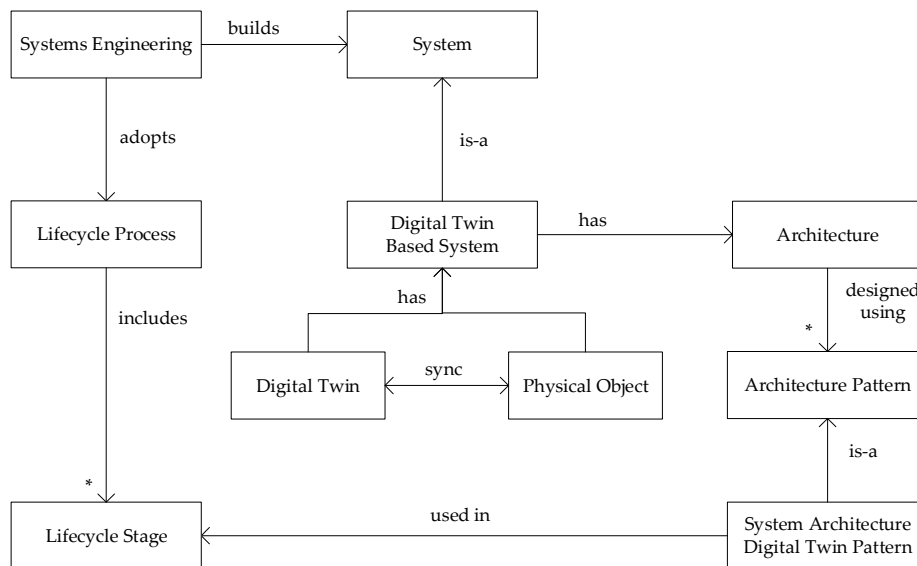 builds
Systems Engineering
System
adopts
is-a
Lifecycle Process
Digital Twin
Based System
has
Architecture
includes
has
designed
using
*
Digital Twin
sync
Physical Object
Architecture Pattern
is-a
*
Lifecycle Stage
used in
System Architecture
Digital Twin Pattern